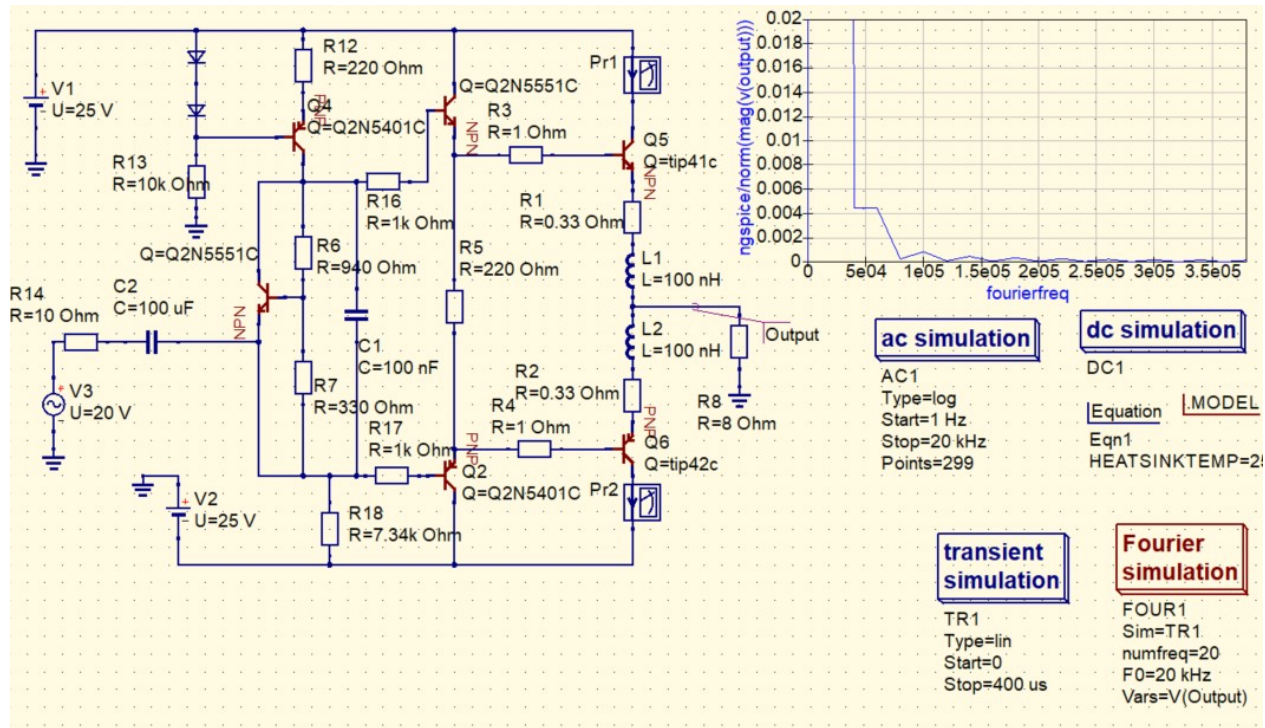 V1
U=25 V
R12
R=220 Ohm
Q4
PNP
Q=Q2N5401C
R13
R=10k Ohm
Q=Q2N5551C
R3
R=1 Ohm
NPN
Pr1
Q5
Q=tip41c
NPN
R16
R=1k Ohm
R1
R=0.33 Ohm
Q=Q2N5551C
NPN
R6
R=940 Ohm
R5
R=220 Ohm
L1
L=100 nH
R14
R=10 Ohm
C2
C=100 uF
C1
C=100 nF
L2
L=100 nH
Output
V3
U=20 V
R7
R=330 Ohm
R2
R=0.33 Ohm
R8
R=8 Ohm
R17
R=1k Ohm
R4
R=1 Ohm
PNP
Q2
Q=Q2N5401C
PNP
Q6
Q=tip42c
Pr2
V2
U=25 V
R18
R=7.34k Ohm
ngspice/norm(mag(v(output)))
0.02
0.018
0.016
0.014
0.012
0.01
0.008
0.006
0.004
0.002
0
0 5e04 1e05 1.5e05 2e05 2.5e05 3e05 3.5e05
fourierfreq
ac simulation
AC1
Type=log
Start=1 Hz
Stop=20 kHz
Points=299
dc simulation
DC1
Equation
.MODEL
Eqn1
HEATSINKTEMP=25
transient
simulation
TR1
Type=lin
Start=0
Stop=400 us
Fourier
simulation
FOUR1
Sim=TR1
numfreq=20
F0=20 kHz
Vars=V(Output)